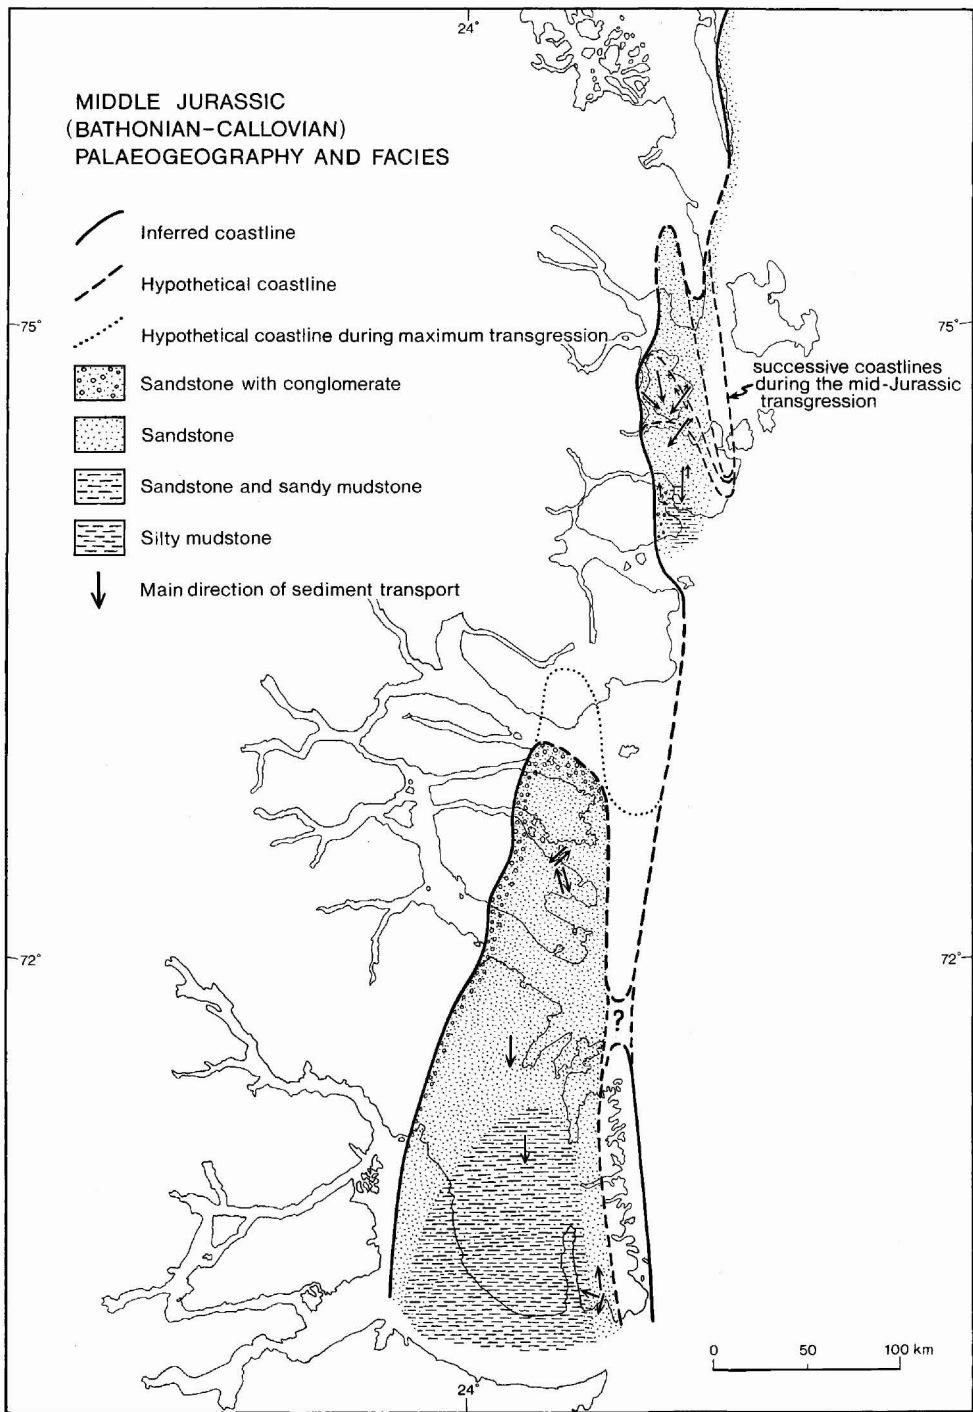 24°
MIDDLE JURASSIC
(BATHONIAN-CALLOVIAN)
PALAEOGEOGRAPHY AND FACIES
Inferred coastline
Hypothetical coastline
75°
Hypothetical coastline during maximum transgression
75°
successive coastlines
during the mid-Jurassic
transgression
Sandstone with conglomerate
Sandstone
Sandstone and sandy mudstone
Silty mudstone
Main direction of sediment transport
72°
72°
?
0 50 100 km
24°